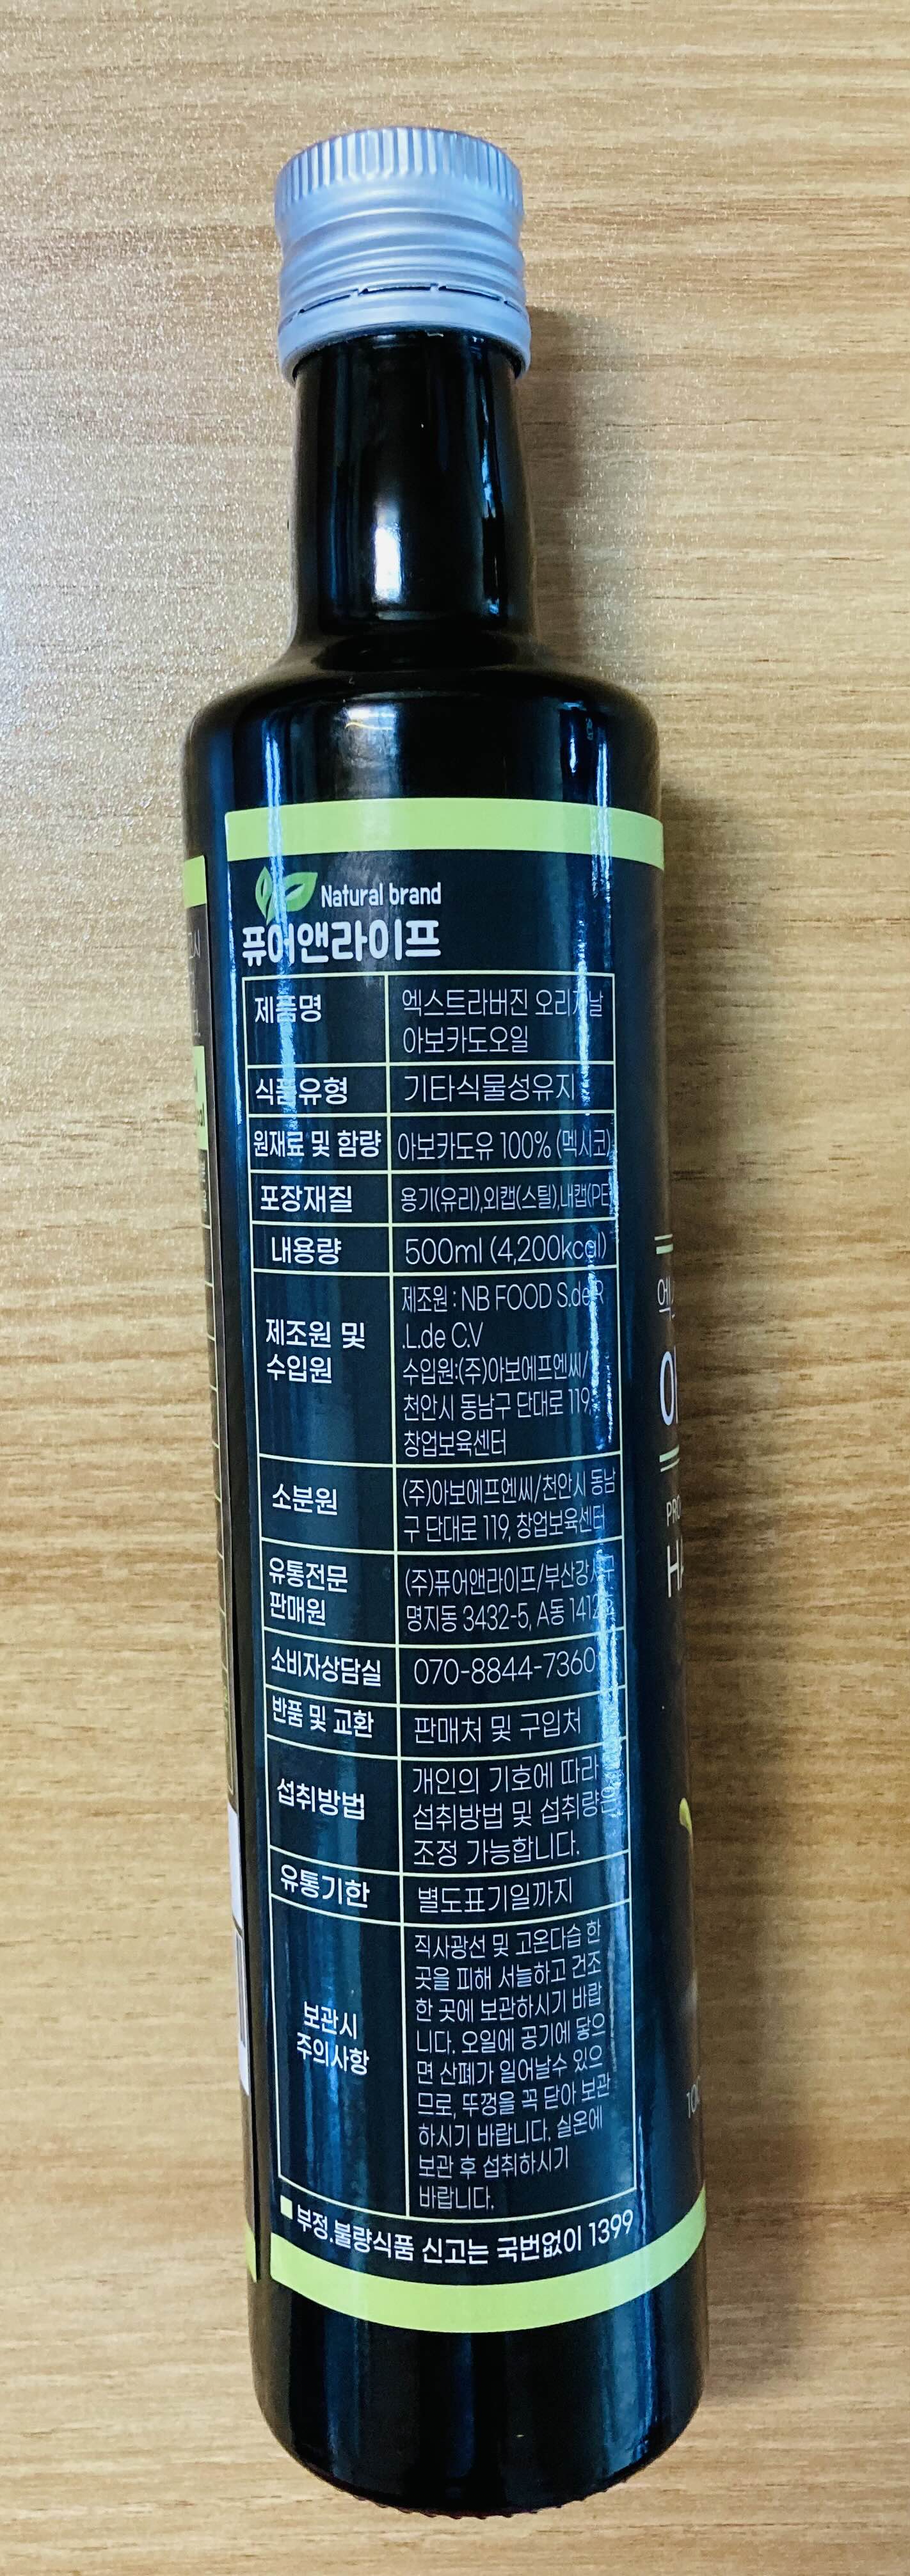 Natural brand
퓨어앤라이프
제품명
엑스트라버진 오리지날
아보카도오일
식품유형
기타식물성유지
원재료 및 함량
아보카도유 100% (멕시코)
포장재질
용기(유리),외캡(스틸),내캡(PE)
내용량
500ml (4,200kcal)
제조원 및
수입원
제조원 : NB FOOD S.de R
.L.de C.V
수입원:(주)아보에프엔씨/
천안시 동남구 단대로 119,
창업보육센터
소분원
(주)아보에프엔씨/천안시 동남
구 단대로 119, 창업보육센터
유통전문
판매원
(주)퓨어앤라이프/부산강서구
명지동 3432-5, A동
소비자상담실
070-8844-7360
반품 및 교환
판매처 및 구입처
섭취방법
개인의 기호에 따라
섭취방법 및 섭취량은
조정 가능합니다.
유통기한
별도표기일까지
보관시
주의사항
직사광선 및 고온다습 한
곳을 피해 서늘하고 건조
한 곳에 보관하시기 바랍
니다. 오일에 공기에 닿으
면 산폐가 일어날수 있으
므로, 뚜껑을 꼭 닫아 보관
하시기 바랍니다. 실온에
보관 후 섭취하시기
바랍니다.
부정.불량식품 신고는 국번없이 1399